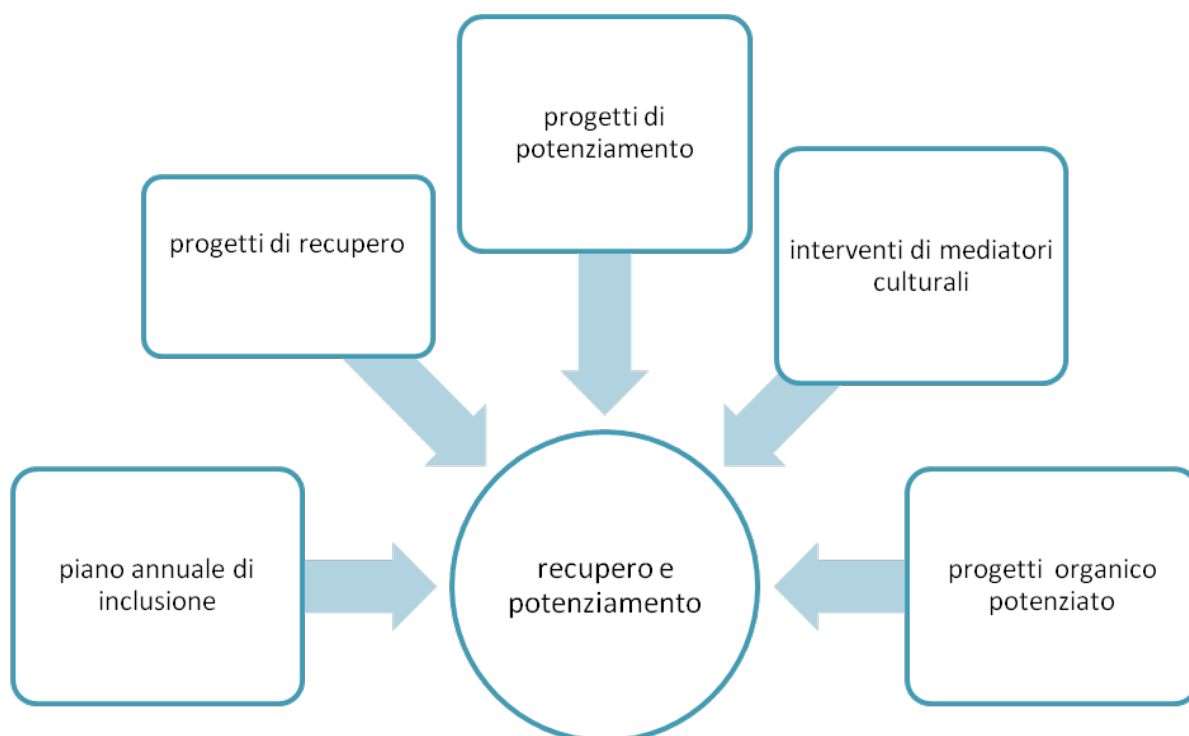 progetti di
potenziamento
progetti di recupero
interventi di mediatori
culturali
piano annuale di
inclusione
recupero e
potenziamento
progetti organico
potenziato